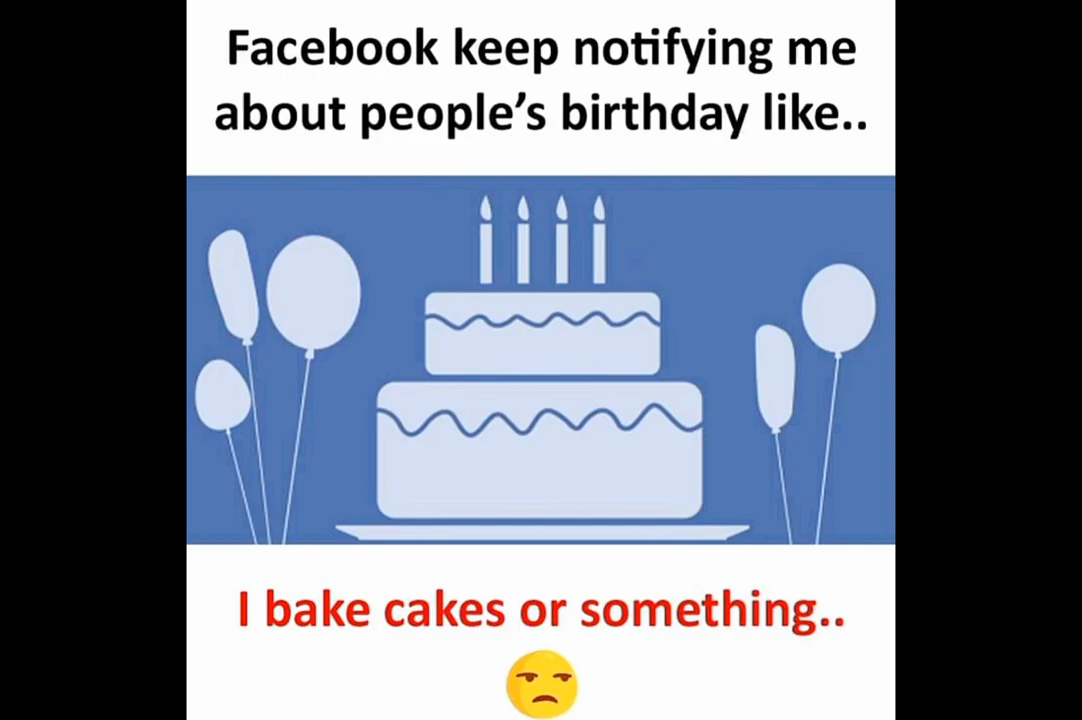 Facebook keep notifying me
about people’s birthday like..
I bake cakes or something..